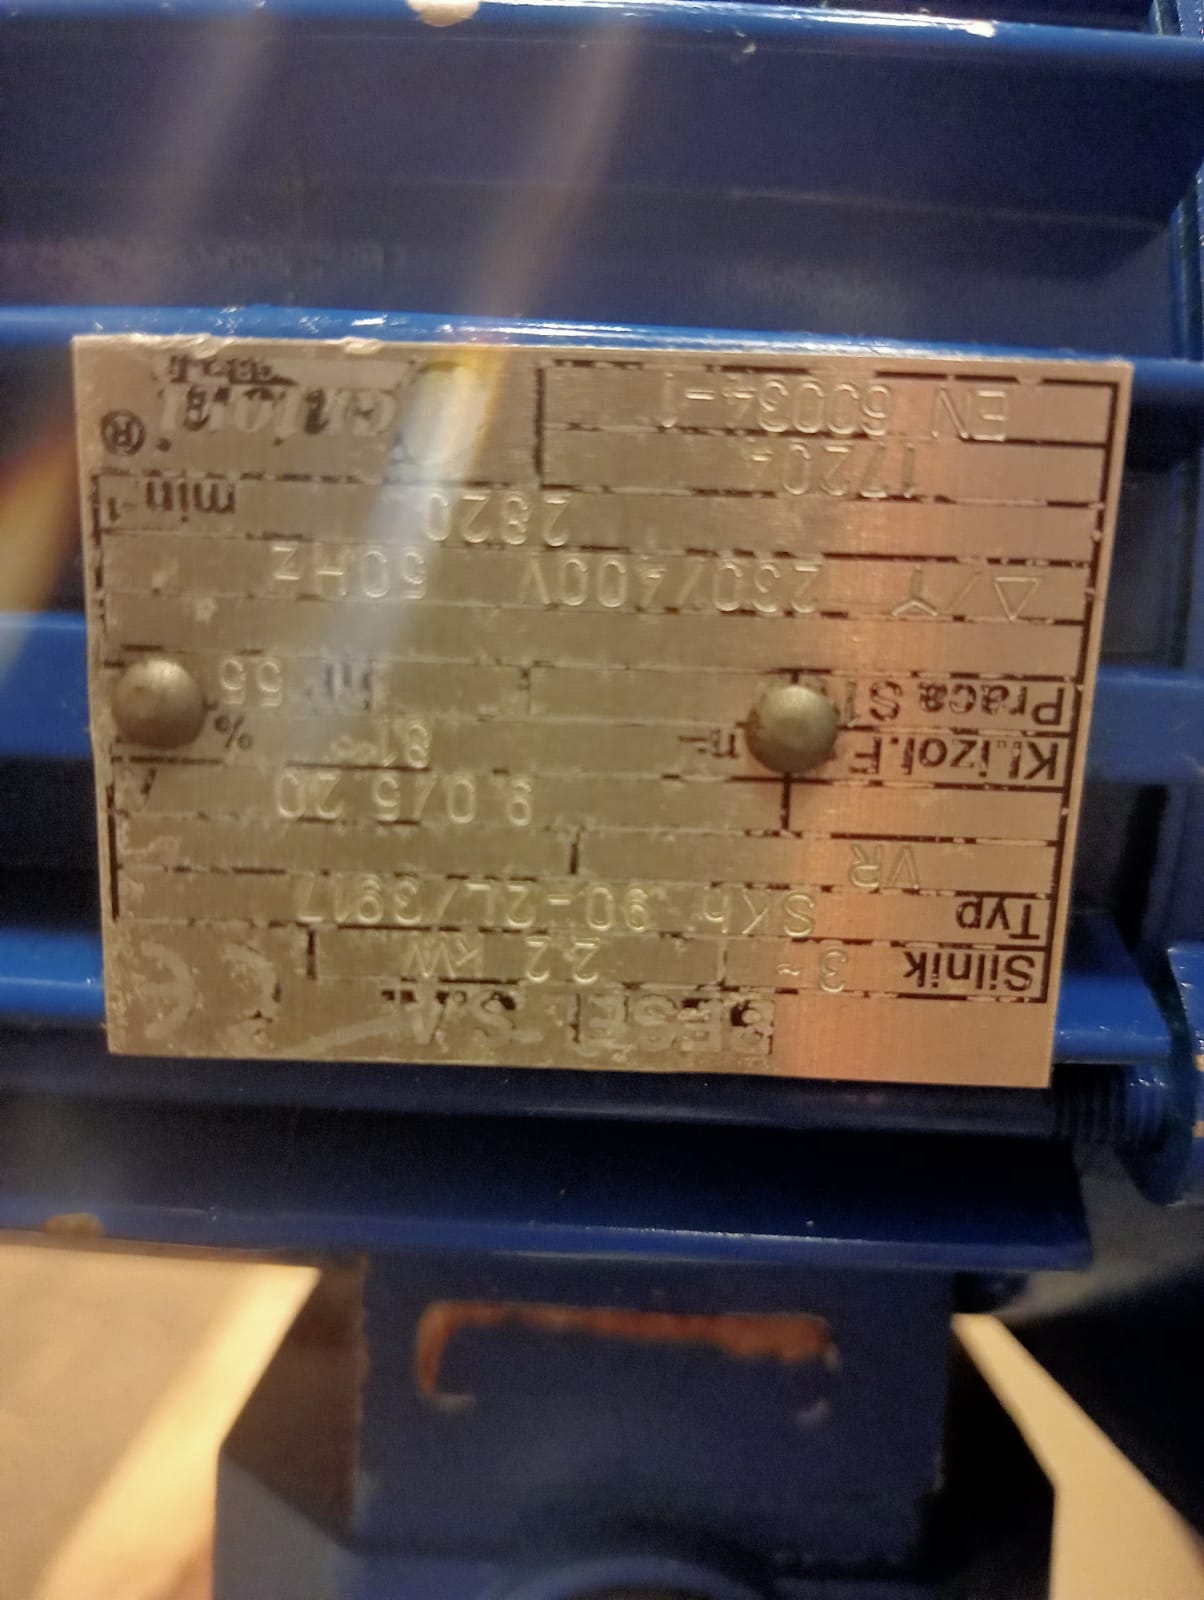 BESEL S.A.
Silnik 3~ 2.2 kW
Typ SKh 90-2L/3917
VR
9.0/5.20 A
Kl.izol.F 81 %
Praca S1 IP 55
△/Y 230/400V 50Hz
2820 min-1
17204
EN 60034-1 ®